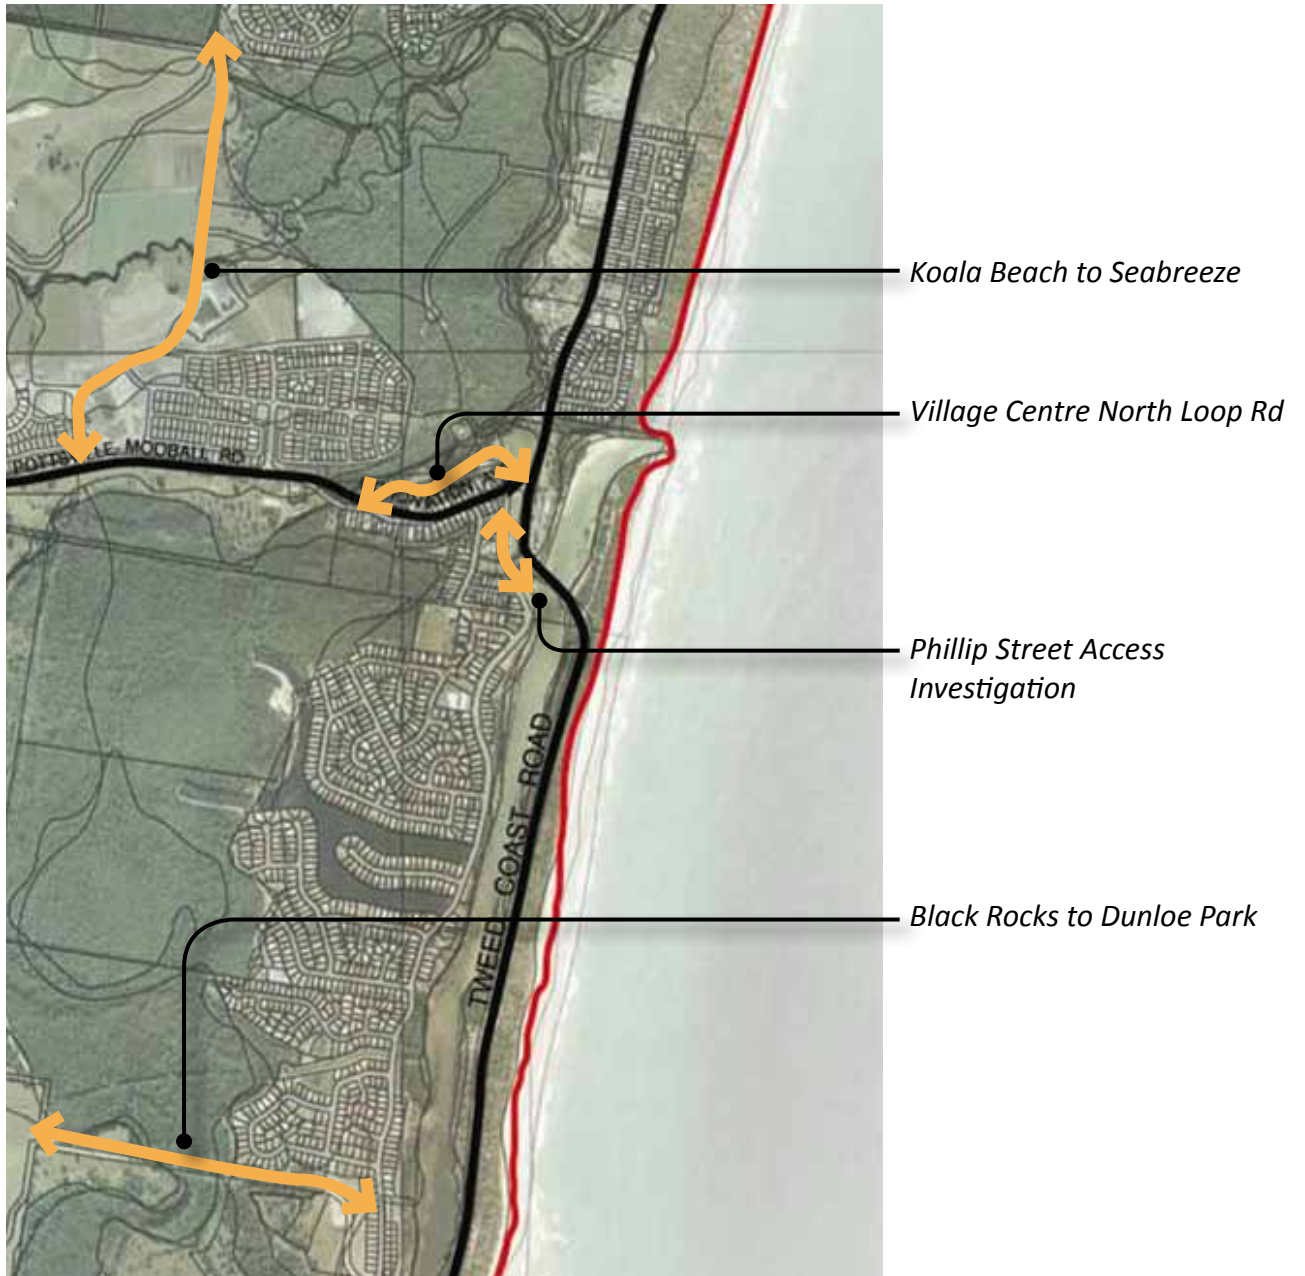 Koala Beach to Seabreeze
Village Centre North Loop Rd
POTTSVILLE MOOBALL RD
Phillip Street Access
Investigation
TWEED COAST ROAD
Black Rocks to Dunloe Park